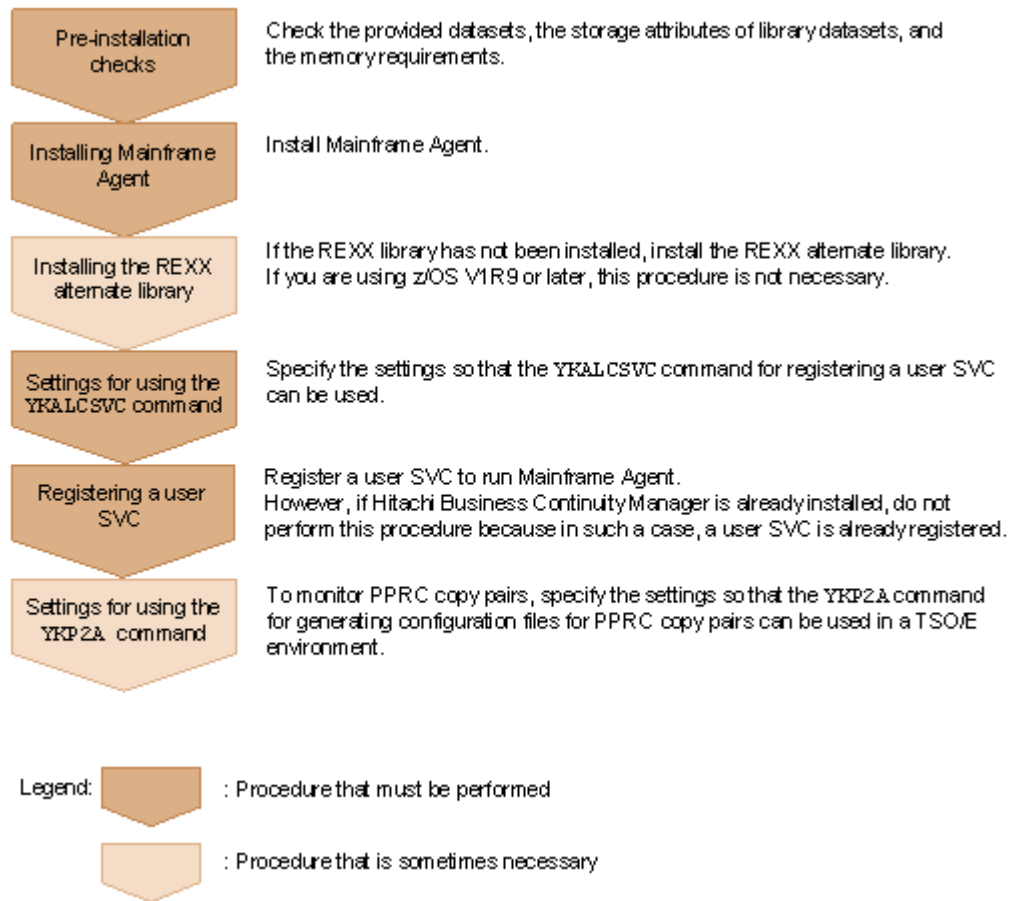 Pre-installation
checks
Check the provided datasets, the storage attributes of library datasets, and
the memory requirements.
Installing Mainframe
Agent
Install Mainframe Agent.
Installing the REXX
alternate library
If the REXX library has not been installed, install the REXX alternate library.
If you are using z/OS V1R9 or later, this procedure is not necessary.
Settings for using the
YKALCSVC command
Specify the settings so that the YKALCSVC command for registering a user SVC
can be used.
Registering a user
SVC
Register a user SVC to run Mainframe Agent.
However, if Hitachi Business Continuity Manager is already installed, do not
perform this procedure because in such a case, a user SVC is already registered.
Settings for using the
YKP2A command
To monitor PPRC copy pairs, specify the settings so that the YKP2A command
for generating configuration files for PPRC copy pairs can be used in a TSO/E
environment.
Legend:
: Procedure that must be performed
: Procedure that is sometimes necessary